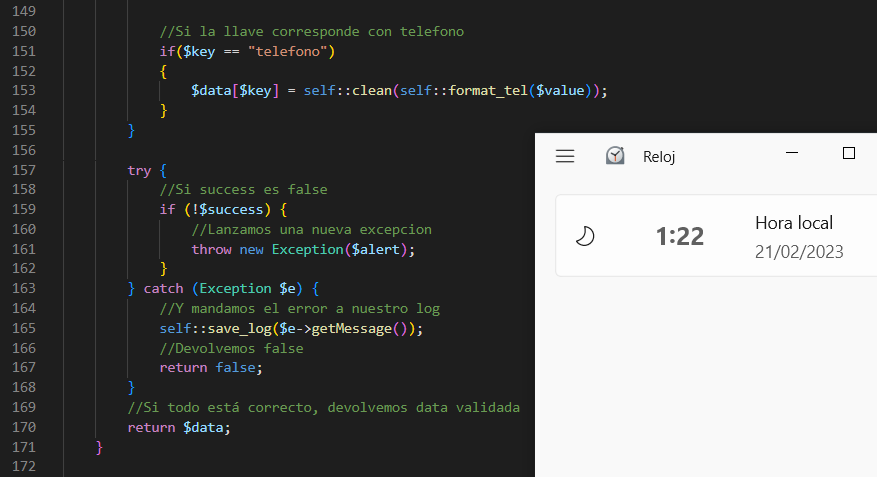 149
150 //Si la llave corresponde con telefono
151 if($key == "telefono")
152 {
153 $data[$key] = self::clean(self::format_tel($value));
154 }
155 }
156
157 try {
158 //Si success es false
159 if (!$success) {
160 //Lanzamos una nueva excepcion
161 throw new Exception($alert);
162 }
163 } catch (Exception $e) {
164 //Y mandamos el error a nuestro log
165 self::save_log($e->getMessage());
166 //Devolvemos false
167 return false;
168 }
169 //Si todo está correcto, devolvemos data validada
170 return $data;
171 }
172
Reloj
1:22
Hora local
21/02/2023